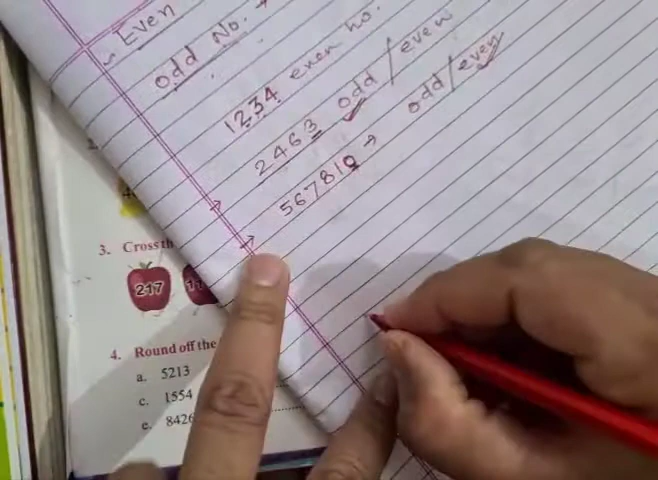 Even
odd No. →
1234 even no.
→ 2463 odd / even
→ 567810 → odd / even
3. Cross th
217
11
4. Round off the
a. 5213
c. 1554
e. 8426